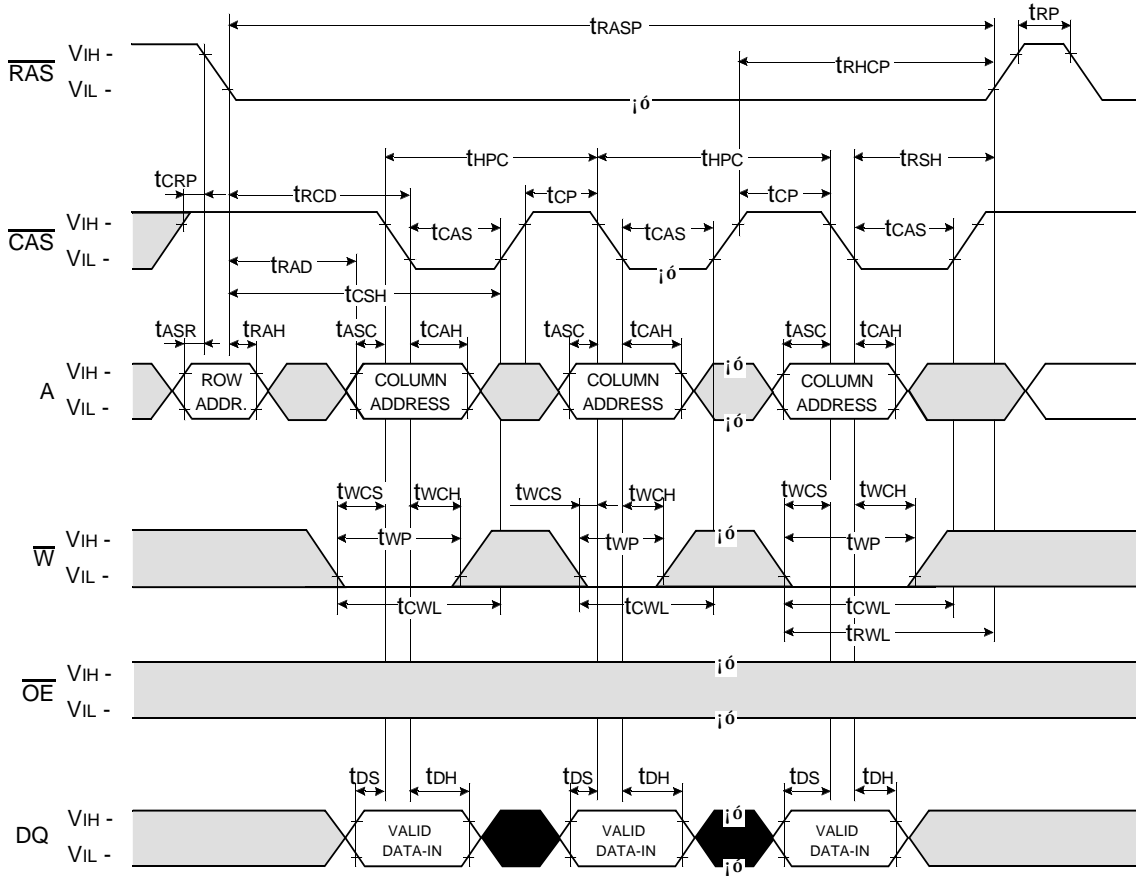 tRASP
tRP
RAS
VIH -
VIL -
tRHCP
¡ó
tHPC
tHPC
tRSH
tCRP
tRCD
tCP
tCP
CAS
VIH -
VIL -
tCAS
tCAS
tCAS
¡ó
tRAD
tCSH
tASR
tRAH
tASC
tCAH
tASC
tCAH
tASC
tCAH
A
VIH -
VIL -
ROW
ADDR.
COLUMN
ADDRESS
COLUMN
ADDRESS
¡ó
¡ó
COLUMN
ADDRESS
tWCS
tWCH
tWCS
tWCH
tWCS
tWCH
W
VIH -
VIL -
tWP
tWP
¡ó
tWP
tCWL
tCWL
tCWL
tRWL
OE
VIH -
VIL -
¡ó
¡ó
tDS
tDH
tDS
tDH
tDS
tDH
DQ
VIH -
VIL -
VALID
DATA-IN
VALID
DATA-IN
¡ó
¡ó
VALID
DATA-IN